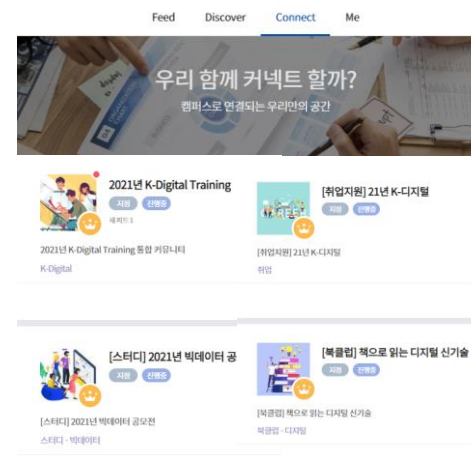 Feed Discover Connect Me
우리 함께 커넥트 할까?
캠퍼스로 연결되는 우리만의 공간
2021년 K-Digital Training
지정 진행중
새 피드 1
2021년 K-Digital Training 통합 커뮤니티
K-Digital
[취업지원] 21년 K-디지털
지정 진행중
[취업지원] 21년 K-디지털
취업
[스터디] 2021년 빅데이터 공
지정 진행중
[스터디] 2021년 빅데이터 공모전
스터디 - 빅데이터
[북클럽] 책으로 읽는 디지털 신기술
지정 진행중
[북클럽] 책으로 읽는 디지털 신기술
북클럽 - 디지털